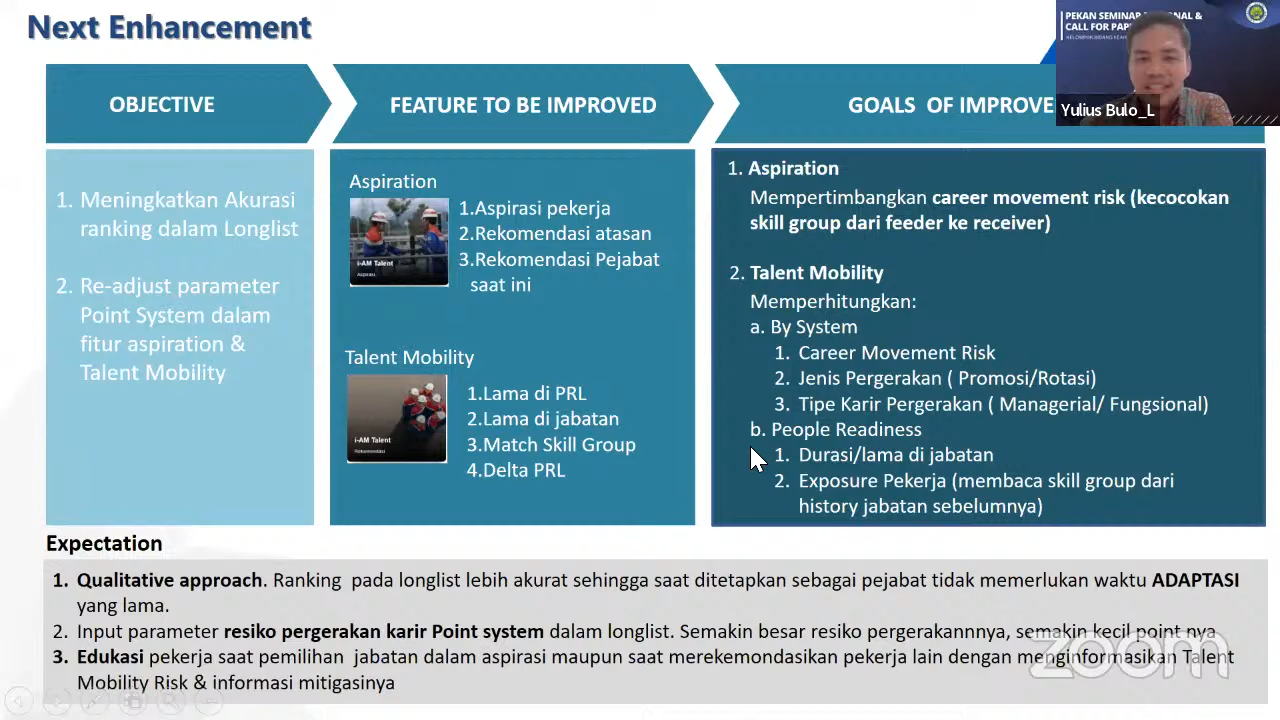 Next Enhancement
PEKAN SEMINAR
NAL &
CALL FOR PAP
Yulius Bulo_L
OBJECTIVE
FEATURE TO BE IMPROVED
GOALS OF IMPROVE
1. Meningkatkan Akurasi
ranking dalam Longlist
2. Re-adjust parameter
Point System dalam
fitur aspiration &
Talent Mobility
Aspiration
i-AM Talent
Aspirasi
1.Aspirasi pekerja
2.Rekomendasi atasan
3.Rekomendasi Pejabat
saat ini
Talent Mobility
i-AM Talent
Rekomendasi
1.Lama di PRL
2.Lama di jabatan
3.Match Skill Group
4.Delta PRL
1. Aspiration
Mempertimbangkan career movement risk (kecocokan
skill group dari feeder ke receiver)
2. Talent Mobility
Memperhitungkan:
a. By System
1. Career Movement Risk
2. Jenis Pergerakan ( Promosi/Rotasi)
3. Tipe Karir Pergerakan ( Managerial/ Fungsional)
b. People Readiness
1. Durasi/lama di jabatan
2. Exposure Pekerja (membaca skill group dari
history jabatan sebelumnya)
Expectation
1. Qualitative approach. Ranking pada longlist lebih akurat sehingga saat ditetapkan sebagai pejabat tidak memerlukan waktu ADAPTASI
yang lama.
2. Input parameter resiko pergerakan karir Point system dalam longlist. Semakin besar resiko pergerakannnya, semakin kecil point nya
3. Edukasi pekerja saat pemilihan jabatan dalam aspirasi maupun saat merekemondasikan pekerja lain dengan menginformasikan Talent
Mobility Risk & informasi mitigasinya
zoom